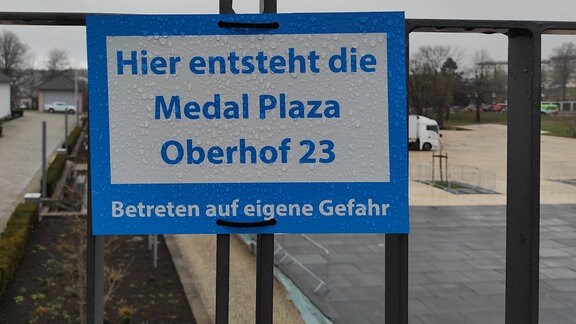 Hier entsteht die
Medal Plaza
Oberhof 23
Betreten auf eigene Gefahr